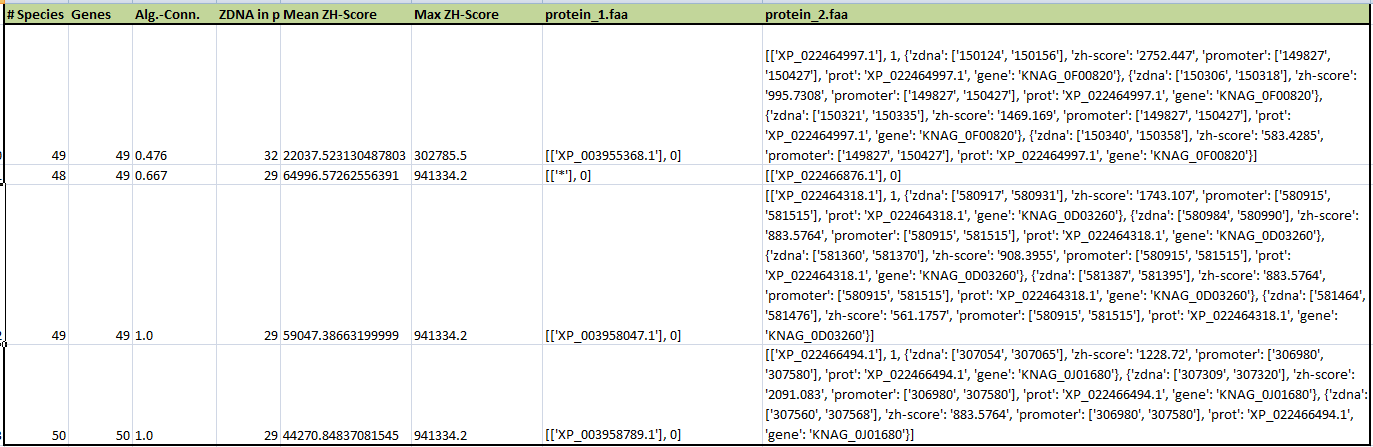 # Species Genes Alg.-Conn. ZDNA in p Mean ZH-Score Max ZH-Score protein_1.faa protein_2.faa
[['XP_022464997.1'], 1, {'zdna': ['150124', '150156'], 'zh-score': '2752.447', 'promoter': ['149827',
'150427'], 'prot': 'XP_022464997.1', 'gene': 'KNAG_0F00820'}, {'zdna': ['150306', '150318'], 'zh-score':
'995.7308', 'promoter': ['149827', '150427'], 'prot': 'XP_022464997.1', 'gene': 'KNAG_0F00820'},
{'zdna': ['150321', '150335'], 'zh-score': '1469.169', 'promoter': ['149827', '150427'], 'prot':
'XP_022464997.1', 'gene': 'KNAG_0F00820'}, {'zdna': ['150340', '150358'], 'zh-score': '583.4285',
49 49 0.476 32 22037.523130487803 302785.5 [['XP_003955368.1'], 0] 'promoter': ['149827', '150427'], 'prot': 'XP_022464997.1', 'gene': 'KNAG_0F00820'}]
48 49 0.667 29 64996.57262556391 941334.2 [['*'], 0] [['XP_022466876.1'], 0]
[['XP_022464318.1'], 1, {'zdna': ['580917', '580931'], 'zh-score': '1743.107', 'promoter': ['580915',
'581515'], 'prot': 'XP_022464318.1', 'gene': 'KNAG_0D03260'}, {'zdna': ['580984', '580990'], 'zh-score':
'883.5764', 'promoter': ['580915', '581515'], 'prot': 'XP_022464318.1', 'gene': 'KNAG_0D03260'},
{'zdna': ['581360', '581370'], 'zh-score': '908.3955', 'promoter': ['580915', '581515'], 'prot':
'XP_022464318.1', 'gene': 'KNAG_0D03260'}, {'zdna': ['581387', '581395'], 'zh-score': '883.5764',
'promoter': ['580915', '581515'], 'prot': 'XP_022464318.1', 'gene': 'KNAG_0D03260'}, {'zdna': ['581464',
'581476'], 'zh-score': '561.1757', 'promoter': ['580915', '581515'], 'prot': 'XP_022464318.1', 'gene':
49 49 1.0 29 59047.38663199999 941334.2 [['XP_003958047.1'], 0] 'KNAG_0D03260'}]
[['XP_022466494.1'], 1, {'zdna': ['307054', '307065'], 'zh-score': '1228.72', 'promoter': ['306980',
'307580'], 'prot': 'XP_022466494.1', 'gene': 'KNAG_0J01680'}, {'zdna': ['307309', '307320'], 'zh-score':
'2091.083', 'promoter': ['306980', '307580'], 'prot': 'XP_022466494.1', 'gene': 'KNAG_0J01680'}, {'zdna':
['307560', '307568'], 'zh-score': '883.5764', 'promoter': ['306980', '307580'], 'prot': 'XP_022466494.1',
50 50 1.0 29 44270.84837081545 941334.2 [['XP_003958789.1'], 0] 'gene': 'KNAG_0J01680'}]